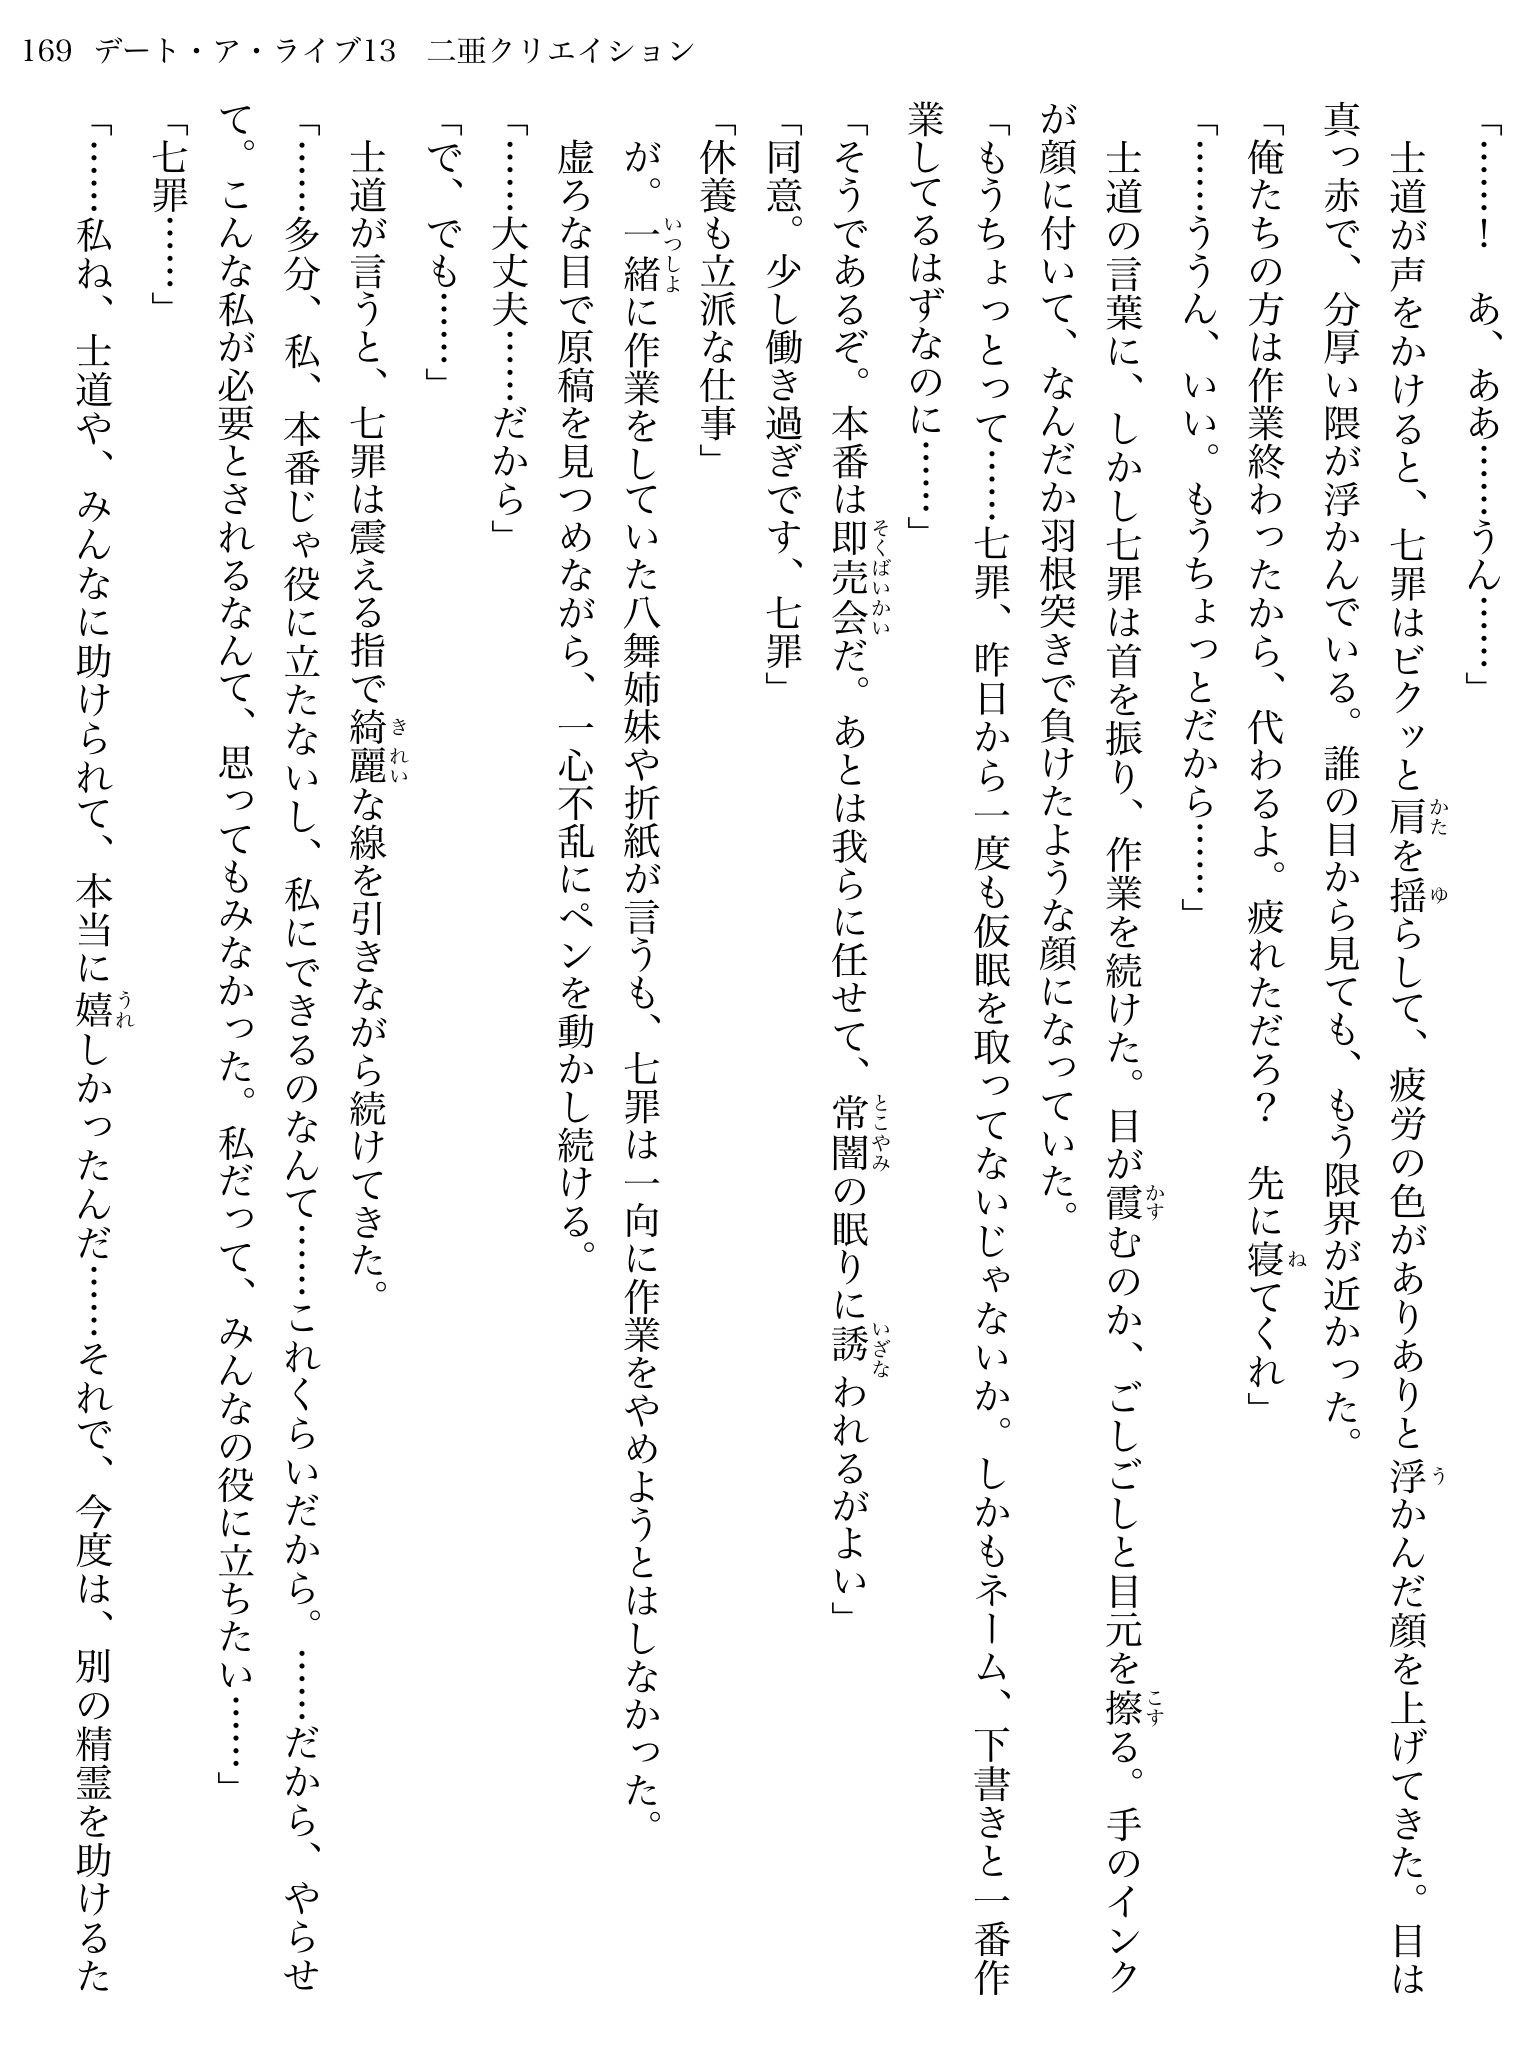 169 デート・ア・ライブ13　二亜クリエイション
「……！　あ、ああ……うん……」
　士道が声をかけると、七罪はビクッと肩を揺らして、疲労の色がありありと浮かんだ顔を上げてきた。目は
真っ赤で、分厚い隈が浮かんでいる。誰の目から見ても、もう限界が近かった。
「俺たちの方は作業終わったから、代わるよ。疲れただろ？　先に寝てくれ」
「……ううん、いい。もうちょっとだから……」
　士道の言葉に、しかし七罪は首を振り、作業を続けた。目が霞むのか、ごしごしと目元を擦る。手のインク
が顔に付いて、なんだか羽根突きで負けたような顔になっていた。
「もうちょっとって……七罪、昨日から一度も仮眠を取ってないじゃないか。しかもネーム、下書きと一番作
業してるはずなのに……」
「そうであるぞ。本番は即売会だ。あとは我らに任せて、常闇の眠りに誘われるがよい」
「同意。少し働き過ぎです、七罪」
「休養も立派な仕事」
　が。一緒に作業をしていた八舞姉妹や折紙が言うも、七罪は一向に作業をやめようとはしなかった。
　虚ろな目で原稿を見つめながら、一心不乱にペンを動かし続ける。
「……大丈夫……だから」
「で、でも……」
　士道が言うと、七罪は震える指で綺麗な線を引きながら続けてきた。
「……多分、私、本番じゃ役に立たないし、私にできるのなんて……これくらいだから。……だから、やらせ
て。こんな私が必要とされるなんて、思ってもみなかった。私だって、みんなの役に立ちたい……」
「七罪……」
「……私ね、士道や、みんなに助けられて、本当に嬉しかったんだ……それで、今度は、別の精霊を助けるた